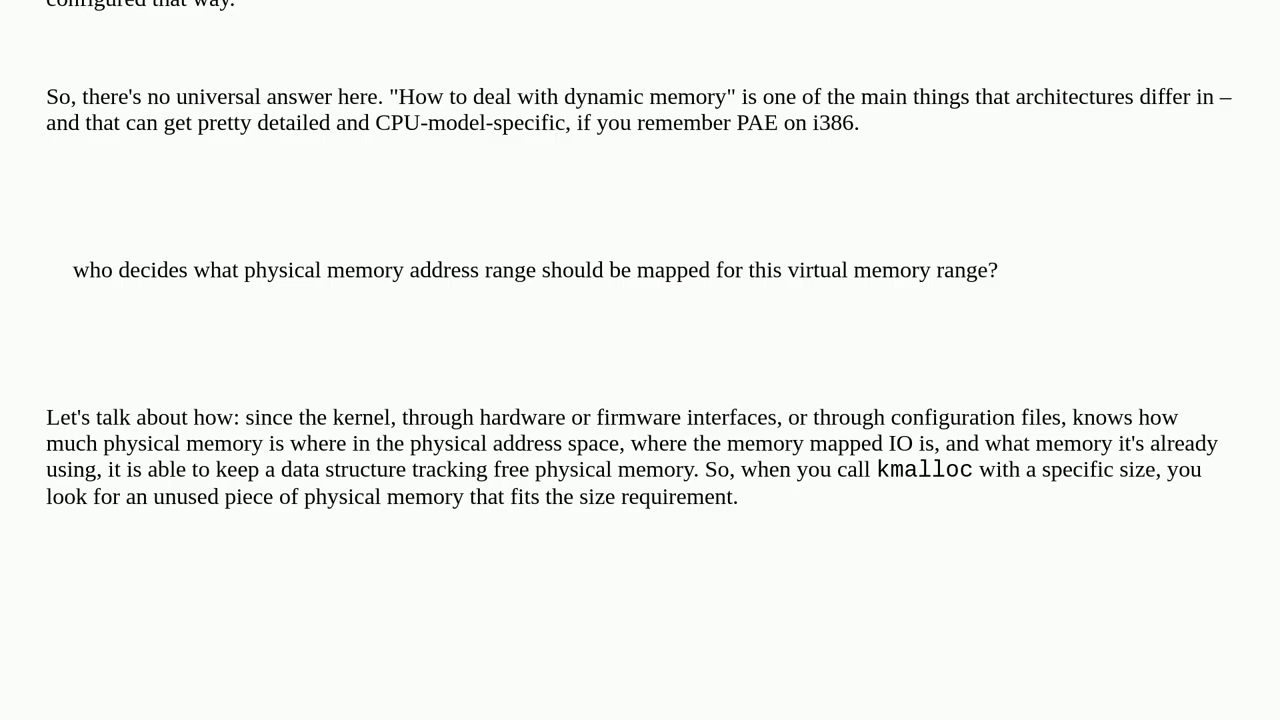 configured that way.
So, there's no universal answer here. "How to deal with dynamic memory" is one of the main things that architectures differ in –
and that can get pretty detailed and CPU-model-specific, if you remember PAE on i386.
who decides what physical memory address range should be mapped for this virtual memory range?
Let's talk about how: since the kernel, through hardware or firmware interfaces, or through configuration files, knows how
much physical memory is where in the physical address space, where the memory mapped IO is, and what memory it's already
using, it is able to keep a data structure tracking free physical memory. So, when you call kmalloc with a specific size, you
look for an unused piece of physical memory that fits the size requirement.